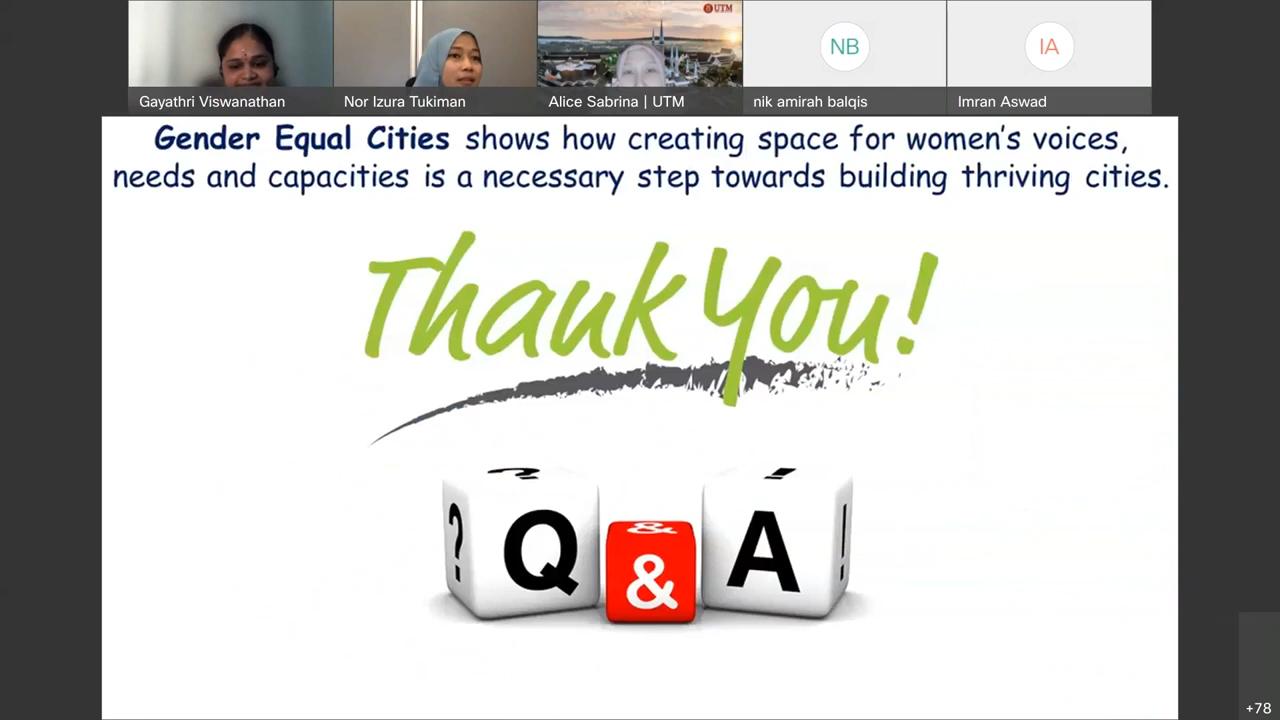 UTM
NB
IA
Gayathri Viswanathan
Nor Izura Tukiman
Alice Sabrina | UTM
nik amirah balqis
Imran Aswad
Gender Equal Cities shows how creating space for women's voices,
needs and capacities is a necessary step towards building thriving cities.
Thank You!
? &  !
? Q & A !
+78